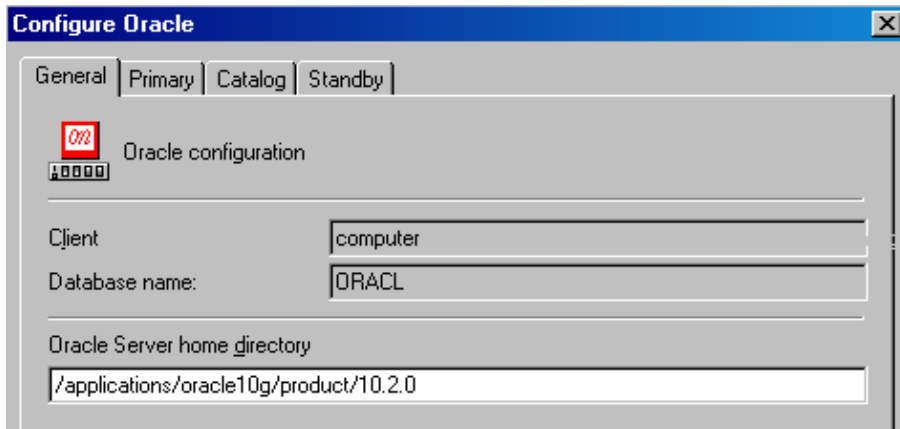 Configure Oracle
General Primary Catalog Standby
on
Oracle configuration
Client computer
Database name: ORACL
Oracle Server home directory
/applications/oracle10g/product/10.2.0